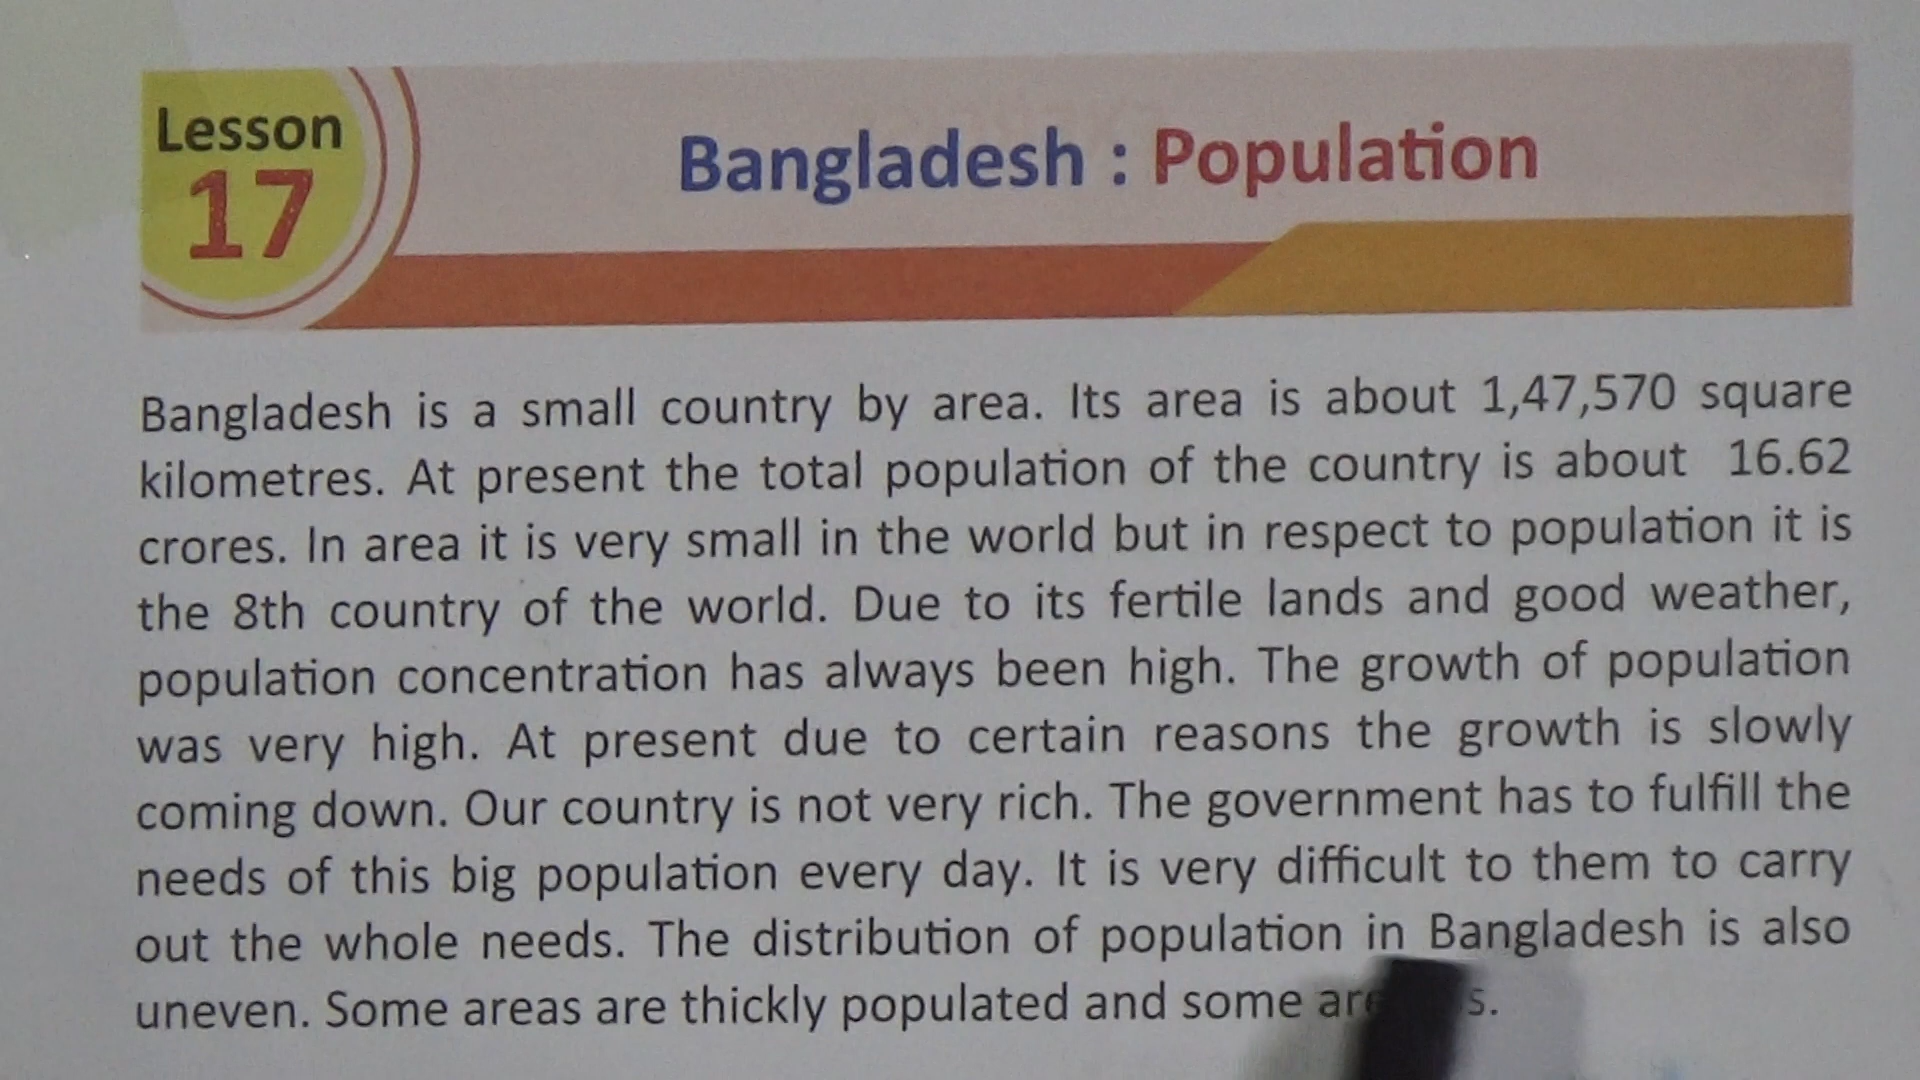 Lesson
17
Bangladesh : Population
Bangladesh is a small country by area. Its area is about 1,47,570 square
kilometres. At present the total population of the country is about 16.62
crores. In area it is very small in the world but in respect to population it is
the 8th country of the world. Due to its fertile lands and good weather,
population concentration has always been high. The growth of population
was very high. At present due to certain reasons the growth is slowly
coming down. Our country is not very rich. The government has to fulfill the
needs of this big population every day. It is very difficult to them to carry
out the whole needs. The distribution of population in Bangladesh is also
uneven. Some areas are thickly populated and some